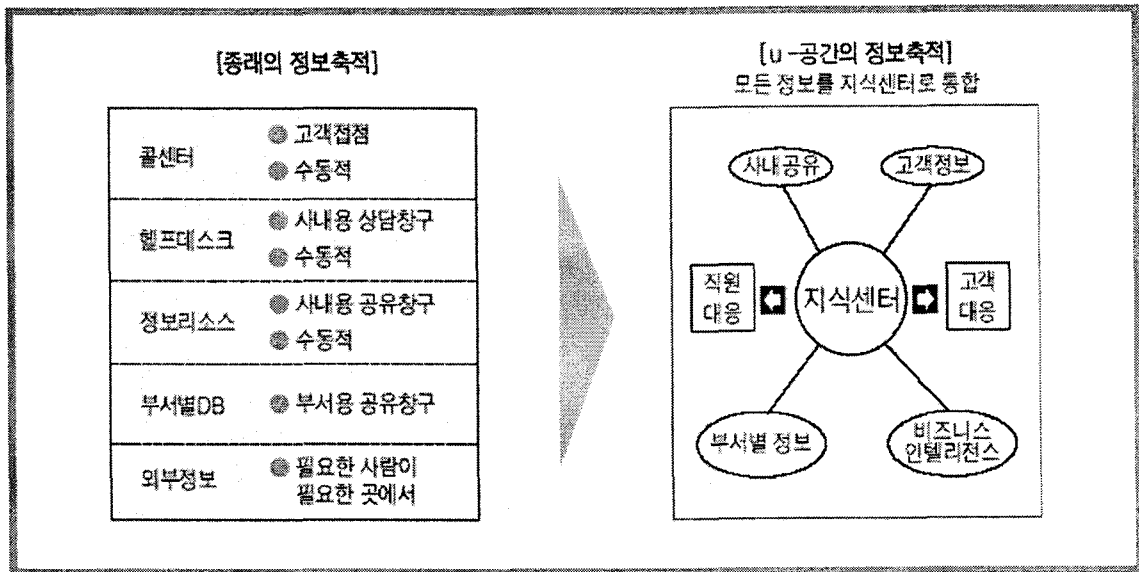 [종래의 정보축적]
콜센터
고객접점
수동적
헬프데스크
사내용 상담창구
수동적
정보리소스
사내용 공유창구
수동적
부서별DB
부서용 공유창구
외부정보
필요한 사람이
필요한 곳에서
[u-공간의 정보축적]
모든 정보를 지식센터로 통합
사내공유
고객정보
직원
대응
지식센터
고객
대응
부서별 정보
비즈니스
인텔리전스